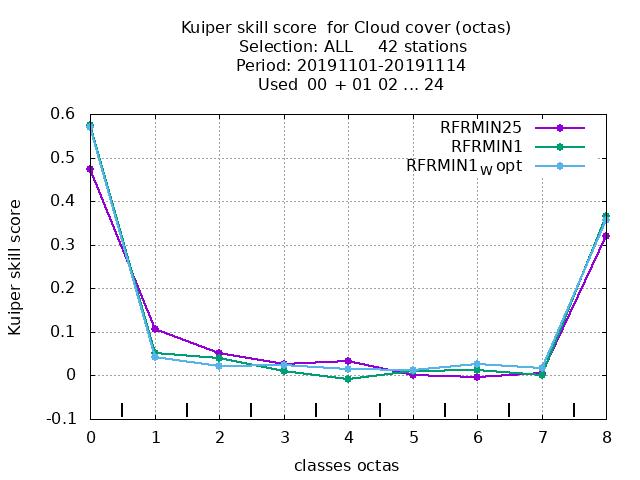 Kuiper skill score for Cloud cover (octas)
Selection: ALL 42 stations
Period: 20191101-20191114
Used 00 + 01 02 ... 24
RFRMIN25
RFRMIN1
RFRMIN1W opt
Kuiper skill score
0.6
0.5
0.4
0.3
0.2
0.1
0
-0.1
0 1 2 3 4 5 6 7 8
classes octas